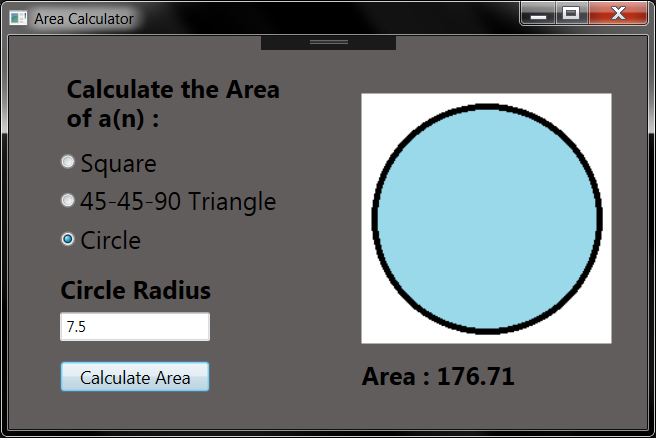 Area Calculator
Calculate the Area
of a(n) :
Square
45-45-90 Triangle
Circle
Circle Radius
7.5
Calculate Area
Area : 176.71